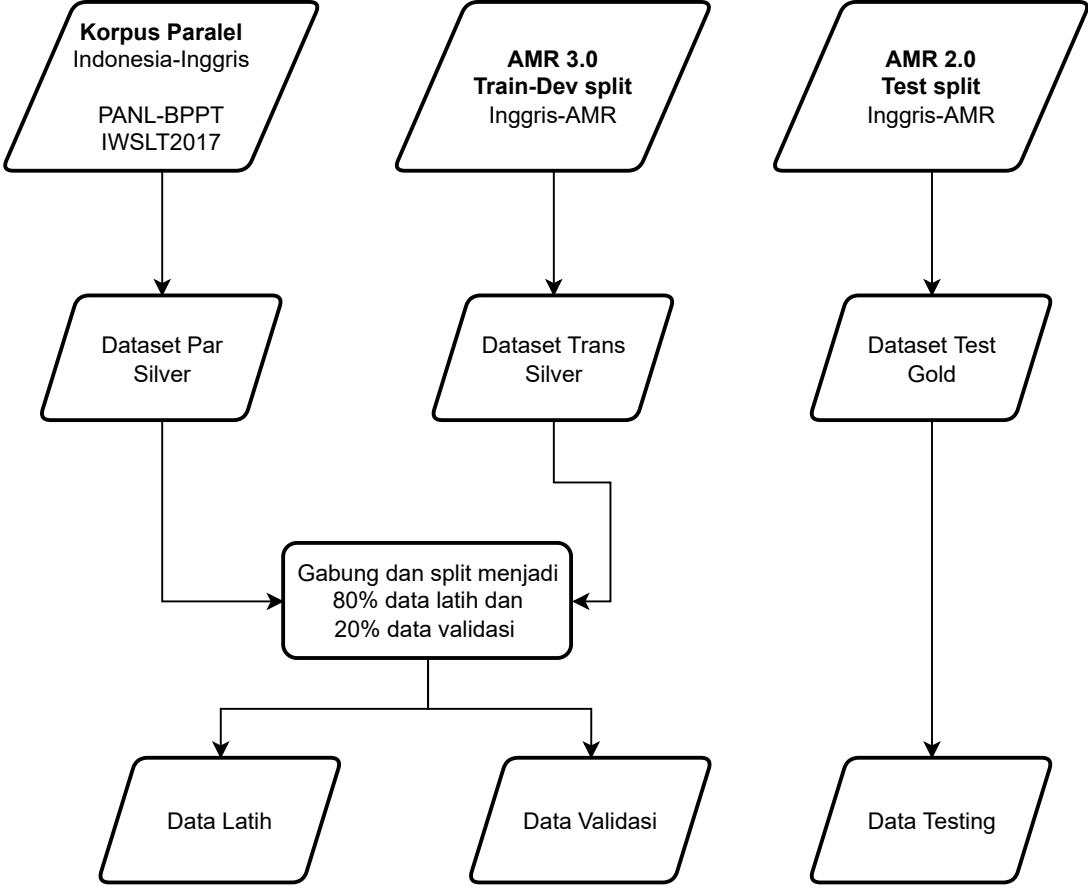 Korpus Paralel
Indonesia-Inggris
PANL-BPPT
IWSLT2017
AMR 3.0
Train-Dev split
Inggris-AMR
AMR 2.0
Test split
Inggris-AMR
Dataset Par
Silver
Dataset Trans
Silver
Dataset Test
Gold
Gabung dan split menjadi
80% data latih dan
20% data validasi
Data Latih
Data Validasi
Data Testing